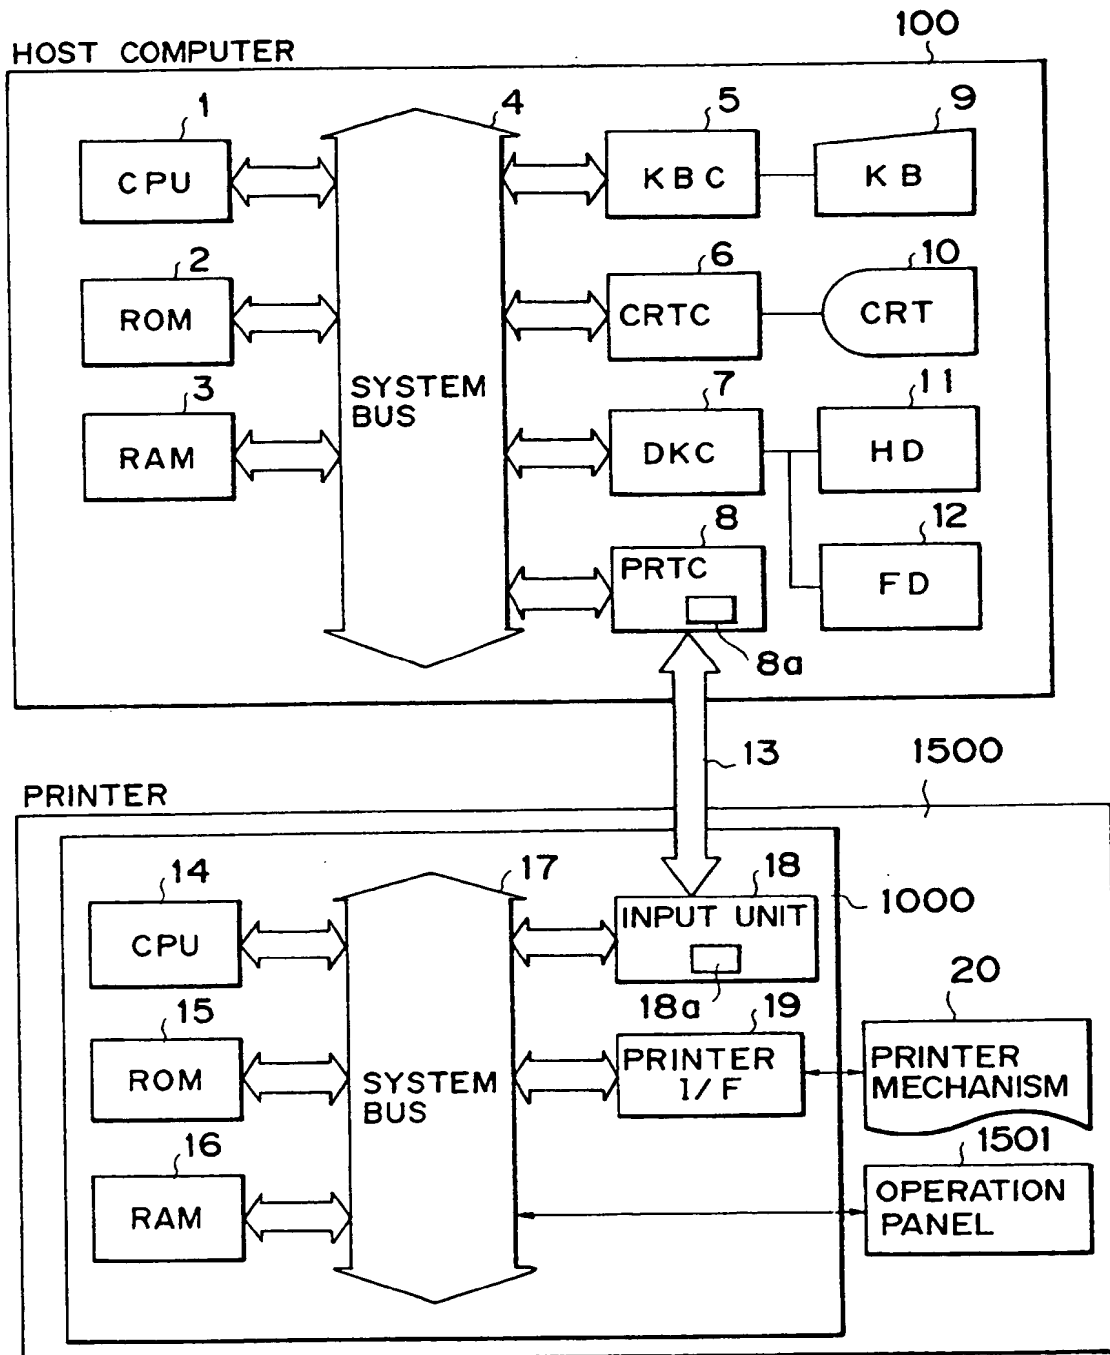 100
HOST COMPUTER
1
4
5
9
CPU
KBC
KB
2
6
10
ROM
CRTC
CRT
3
SYSTEM
BUS
7
11
RAM
DKC
HD
8
12
PRTC
FD
8a
13
1500
PRINTER
14
17
18
1000
CPU
INPUT UNIT
18a
20
15
19
ROM
SYSTEM
BUS
PRINTER
I/F
PRINTER
MECHANISM
16
1501
RAM
OPERATION
PANEL